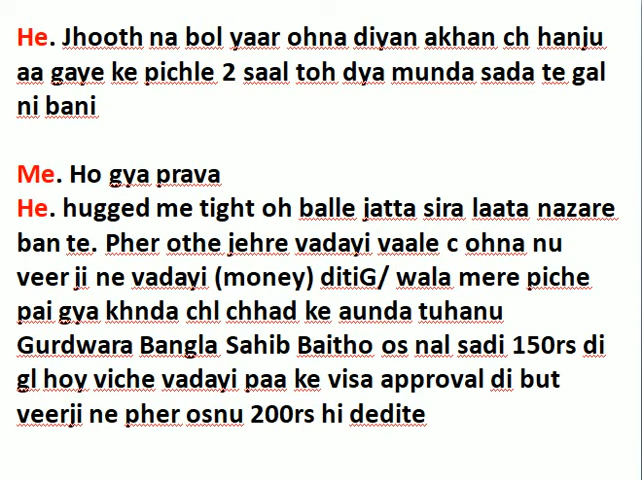 He. Jhooth na bol yaar ohna diyan akhan ch hanju
aa gaye ke pichle 2 saal toh dya munda sada te gal
ni bani
Me. Ho gya prava
He. hugged me tight oh balle jatta sira laata nazare
ban te. Pher othe jehre vadayi vaale c ohna nu
veer ji ne vadayi (money) ditiG/ wala mere piche
pai gya khnda chl chhad ke aunda tuhanu
Gurdwara Bangla Sahib Baitho os nal sadi 150rs di
gl hoy viche vadayi paa ke visa approval di but
veerji ne pher osnu 200rs hi dedite